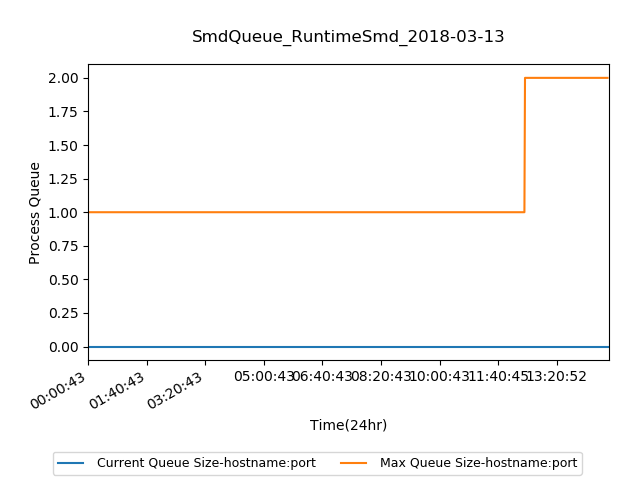 SmdQueue_RuntimeSmd_2018-03-13
Process Queue
2.00
1.75
1.50
1.25
1.00
0.75
0.50
0.25
0.00
00:00:43 01:40:43 03:20:43 05:00:43 06:40:43 08:20:43 10:00:43 11:40:45 13:20:52
Time(24hr)
Current Queue Size-hostname:port Max Queue Size-hostname:port